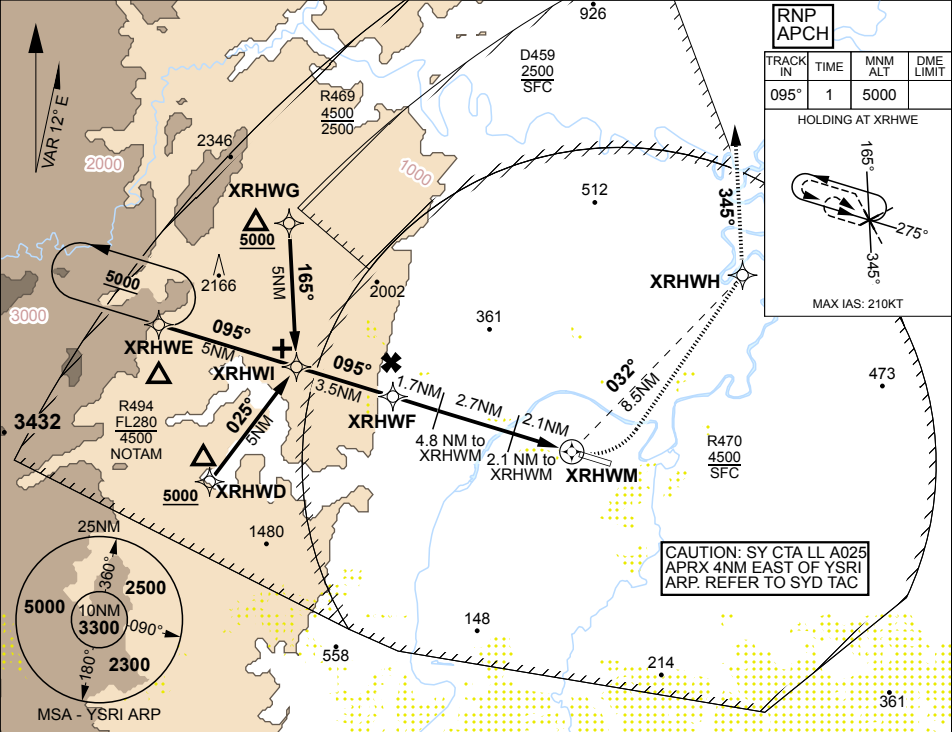 926
RNP
APCH
TRACK IN
TIME
MNM ALT
DME LIMIT
095°
1
5000
HOLDING AT XRHWE
165°
275°
345°
MAX IAS: 210KT
VAR 12° E
D459
2500
SFC
R469
4500
2500
2346
2000
1000
XRHWG
5000
512
345°
165°
5NM
2166
2002
5000
XRHWH
3000
361
XRHWE
095°
5NM
XRHWI
095°
3.5NM
XRHWF
1.7NM
2.7NM
2.1NM
4.8 NM to
XRHWM
2.1 NM to
XRHWM
032°
8.5NM
XRHWM
473
R494
FL280
4500
NOTAM
3432
025°
5NM
5000
XRHWD
R470
4500
SFC
1480
CAUTION: SY CTA LL A025
APRX 4NM EAST OF YSRI
ARP. REFER TO SYD TAC
25NM
360°
2500
5000
10NM
3300
090°
180°
2300
MSA - YSRI ARP
558
148
214
361